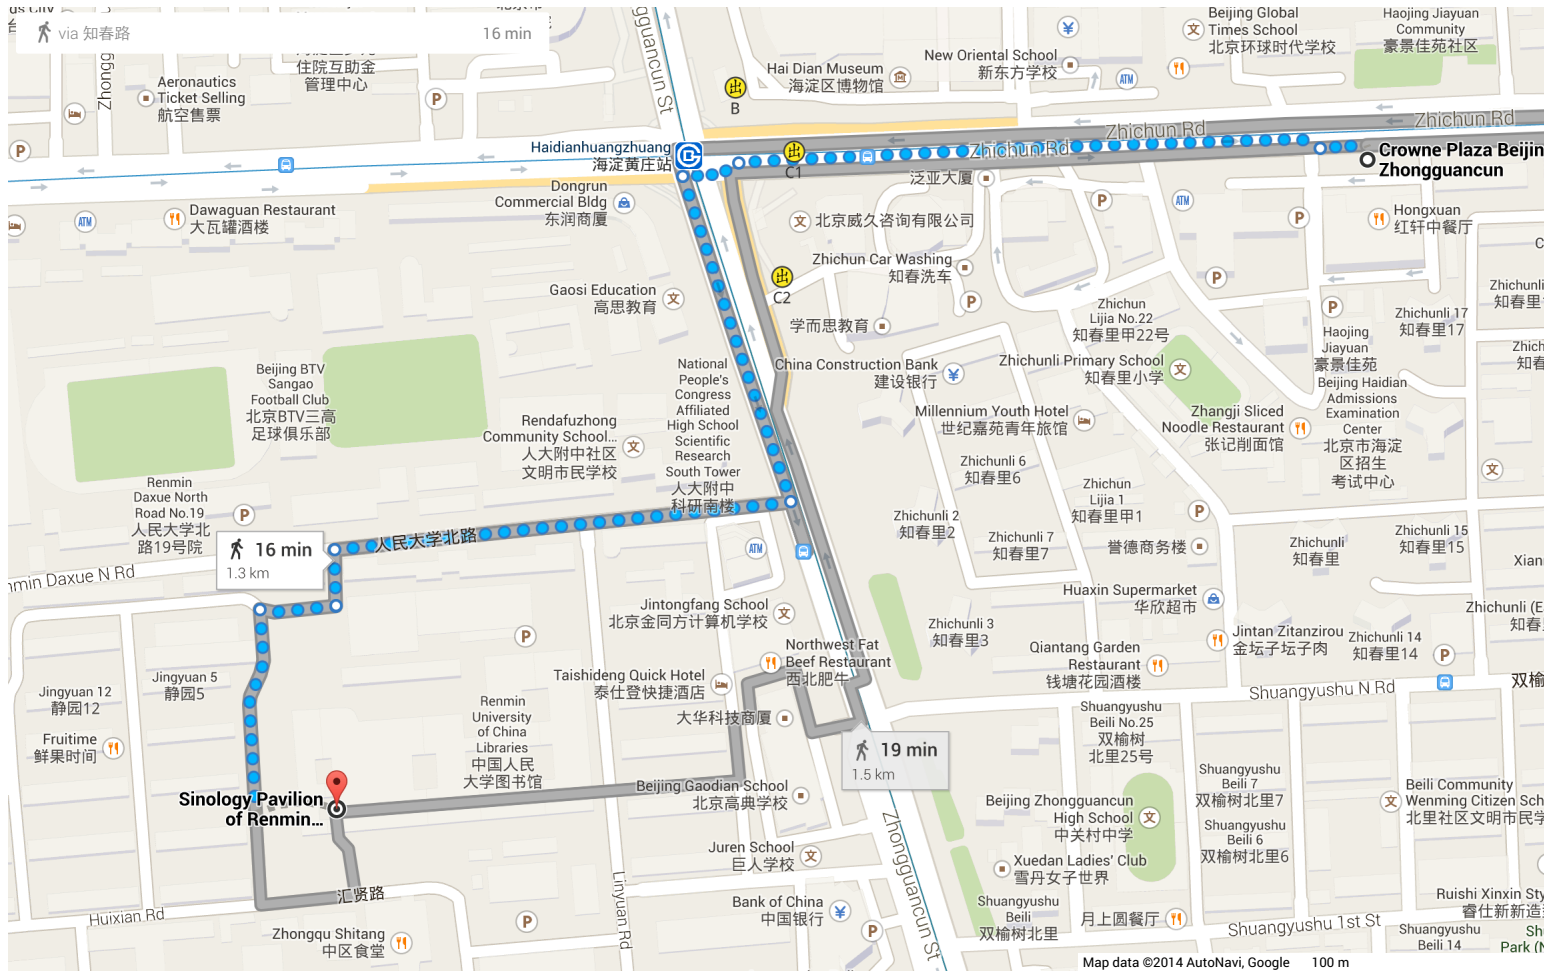 via 知春路
16 min
住院互助金
管理中心
Aeronautics
Ticket Selling
航空售票
Zhongguancun St
Hai Dian Museum
海淀区博物馆
New Oriental School
新东方学校
Beijing Global
Times School
北京环球时代学校
Haojing Jiayuan
Community
豪景佳苑社区
ATM
出
B
Haidianhuangzhuang
海淀黄庄站
出
C1
Zhichun Rd
Zhichun Rd
Zhichun Rd
Crowne Plaza Beijin
Zhongguancun
Dongrun
Commercial Bldg
东润商厦
泛亚大厦
ATM
Dawaguan Restaurant
大瓦罐酒楼
ATM
北京威久咨询有限公司
Hongxuan
红轩中餐厅
Zhichun Car Washing
知春洗车
出
C2
Gaosi Education
高思教育
学而思教育
Zhichun
Lijia No.22
知春里甲22号
Zhichunli 17
知春里17
Haojing
Jiayuan
豪景佳苑
Beijing BTV
Sangao
Football Club
北京BTV三高
足球俱乐部
National
People's
Congress
Affiliated
High School
Scientific
Research
South Tower
人大附中
科研南楼
China Construction Bank
建设银行
Zhichunli Primary School
知春里小学
Beijing Haidian
Admissions
Examination
Center
北京市海淀
区招生
考试中心
Rendafuzhong
Community School...
人大附中社区
文明市民学校
Millennium Youth Hotel
世纪嘉苑青年旅馆
Zhangji Sliced
Noodle Restaurant
张记削面馆
Zhichunli 6
知春里6
Renmin
Daxue North
Road No.19
人民大学北
路19号院
Zhichun
Lijia 1
知春里甲1
Zhichunli 2
知春里2
Zhichunli 7
知春里7
誉德商务楼
Zhichunli
知春里
Zhichunli 15
知春里15
16 min
1.3 km
人民大学北路
ATM
nmin Daxue N Rd
Huaxin Supermarket
华欣超市
Jintongfang School
北京金同方计算机学校
Zhichunli 3
知春里3
Jintan Zitanzirou
金坛子坛子肉
Zhichunli 14
知春里14
Northwest Fat
Beef Restaurant
西北肥牛
Qiantang Garden
Restaurant
钱塘花园酒楼
Taishideng Quick Hotel
泰仕登快捷酒店
Shuangyushu N Rd
双榆
Jingyuan 5
静园5
Jingyuan 12
静园12
Renmin
University
of China
Libraries
中国人民
大学图书馆
大华科技商厦
Shuangyushu
Beili No.25
双榆树
北里25号
Fruitime
鲜果时间
19 min
1.5 km
Shuangyushu
Beili 7
双榆树北里7
Beijing Gaodian School
北京高典学校
Beili Community
Wenming Citizen Sch
北里社区文明市民学
Sinology Pavilion
of Renmin...
Beijing Zhongguancun
High School
中关村中学
Shuangyushu
Beili 6
双榆树北里6
Juren School
巨人学校
Zhongguancun St
Xuedan Ladies' Club
雪丹女子世界
汇贤路
Huixian Rd
Linyuan Rd
Bank of China
中国银行
Shuangyushu
Beili
双榆树北里
月上圆餐厅
Ruishi Xinxin Sty
睿仕新新造
Shuangyushu 1st St
Zhongqu Shitang
中区食堂
Shuangyushu
Beili 14
Park (N
Map data ©2014 AutoNavi, Google
100 m